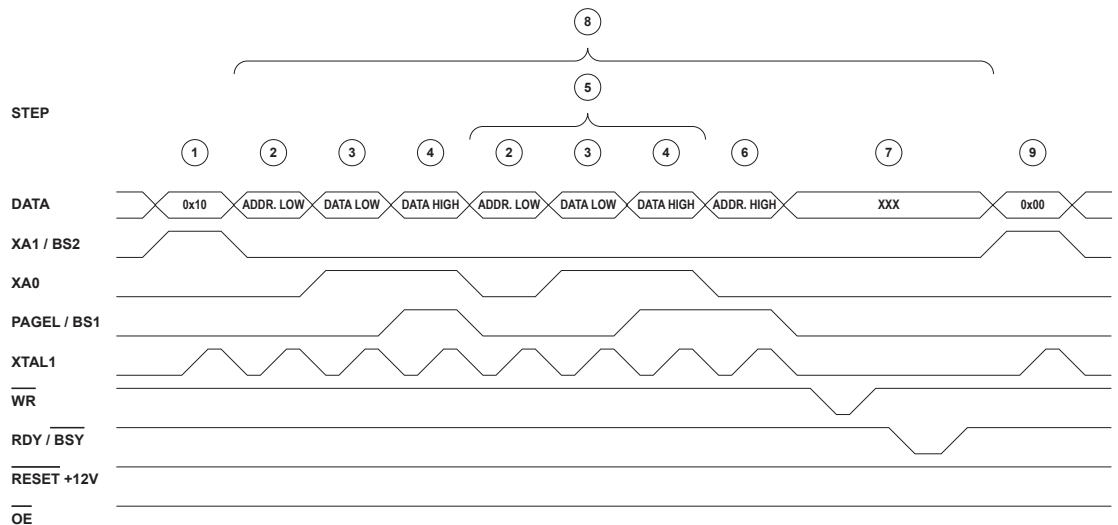 8
5
STEP
1 2 3 4 2 3 4 6 7 9
DATA 0x10 ADDR. LOW DATA LOW DATA HIGH ADDR. LOW DATA LOW DATA HIGH ADDR. HIGH XXX 0x00
XA1 / BS2
XA0
PAGEL / BS1
XTAL1
WR
RDY / BSY
RESET +12V
OE